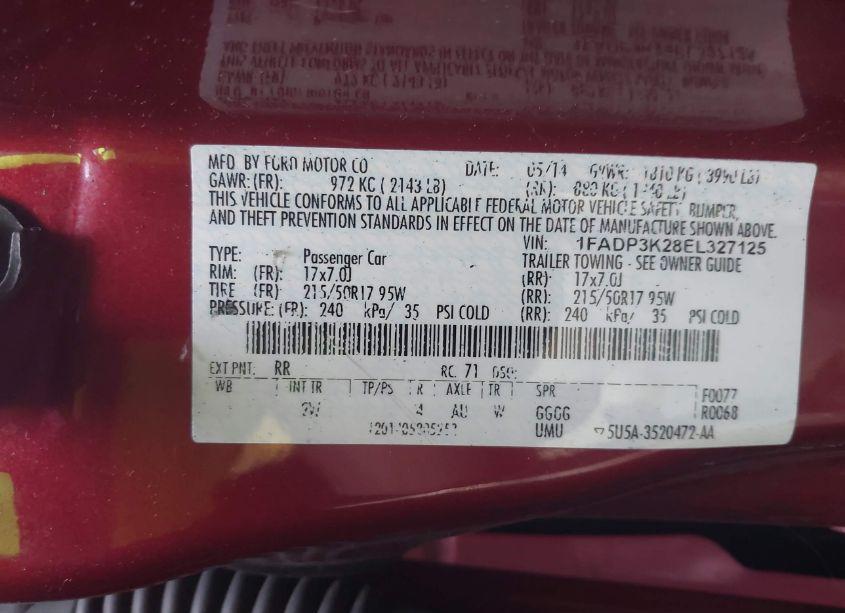 MFD. BY FORD MOTOR CO DATE: 05/14 GVWR:
GAWR:(FR): 972 KG ( 2143 LB) (RR):
THIS VEHICLE CONFORMS TO ALL APPLICABLE FEDERAL MOTOR VEHICLE SAFETY, BUMPER,
AND THEFT PREVENTION STANDARDS IN EFFECT ON THE DATE OF MANUFACTURE SHOWN ABOVE.
VIN: 1FADP3K28EL327125
TYPE: Passenger Car TRAILER TOWING - SEE OWNER GUIDE
RIM: (FR): 17x7.0J (RR): 17x7.0J
TIRE (FR) 215/50R17 95W (RR): 215/50R17 95W
PRESSURE: (FR): 240 kPa/ 35 PSI COLD (RR): 240 kPa/ 35 PSI COLD
EXT PNT: RR RC: 71 DSO:
WB INT TR TP/PS R AXLE TR SPR F0077
4 AU W GGGG R0068
UMU 5U5A-3520472-AA